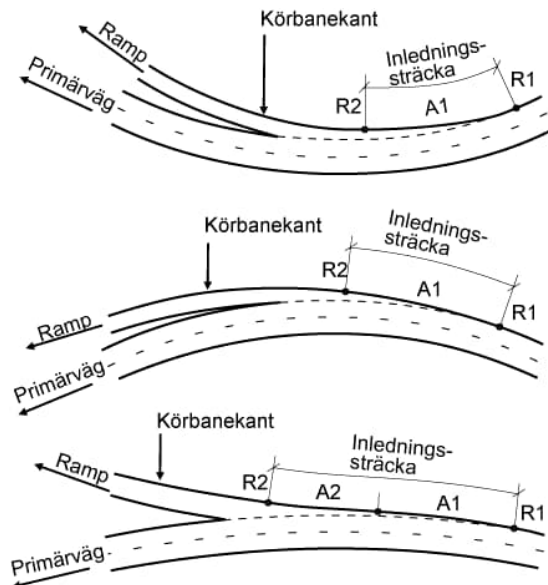 Körbanekant
Ramp
Primärväg
Inlednings-
sträcka
R2
A1
R1
Körbanekant
Inlednings-
sträcka
R2
A1
R1
Ramp
Primärväg
Körbanekant
Inlednings-
sträcka
Ramp
R2
A2
A1
R1
Primärväg